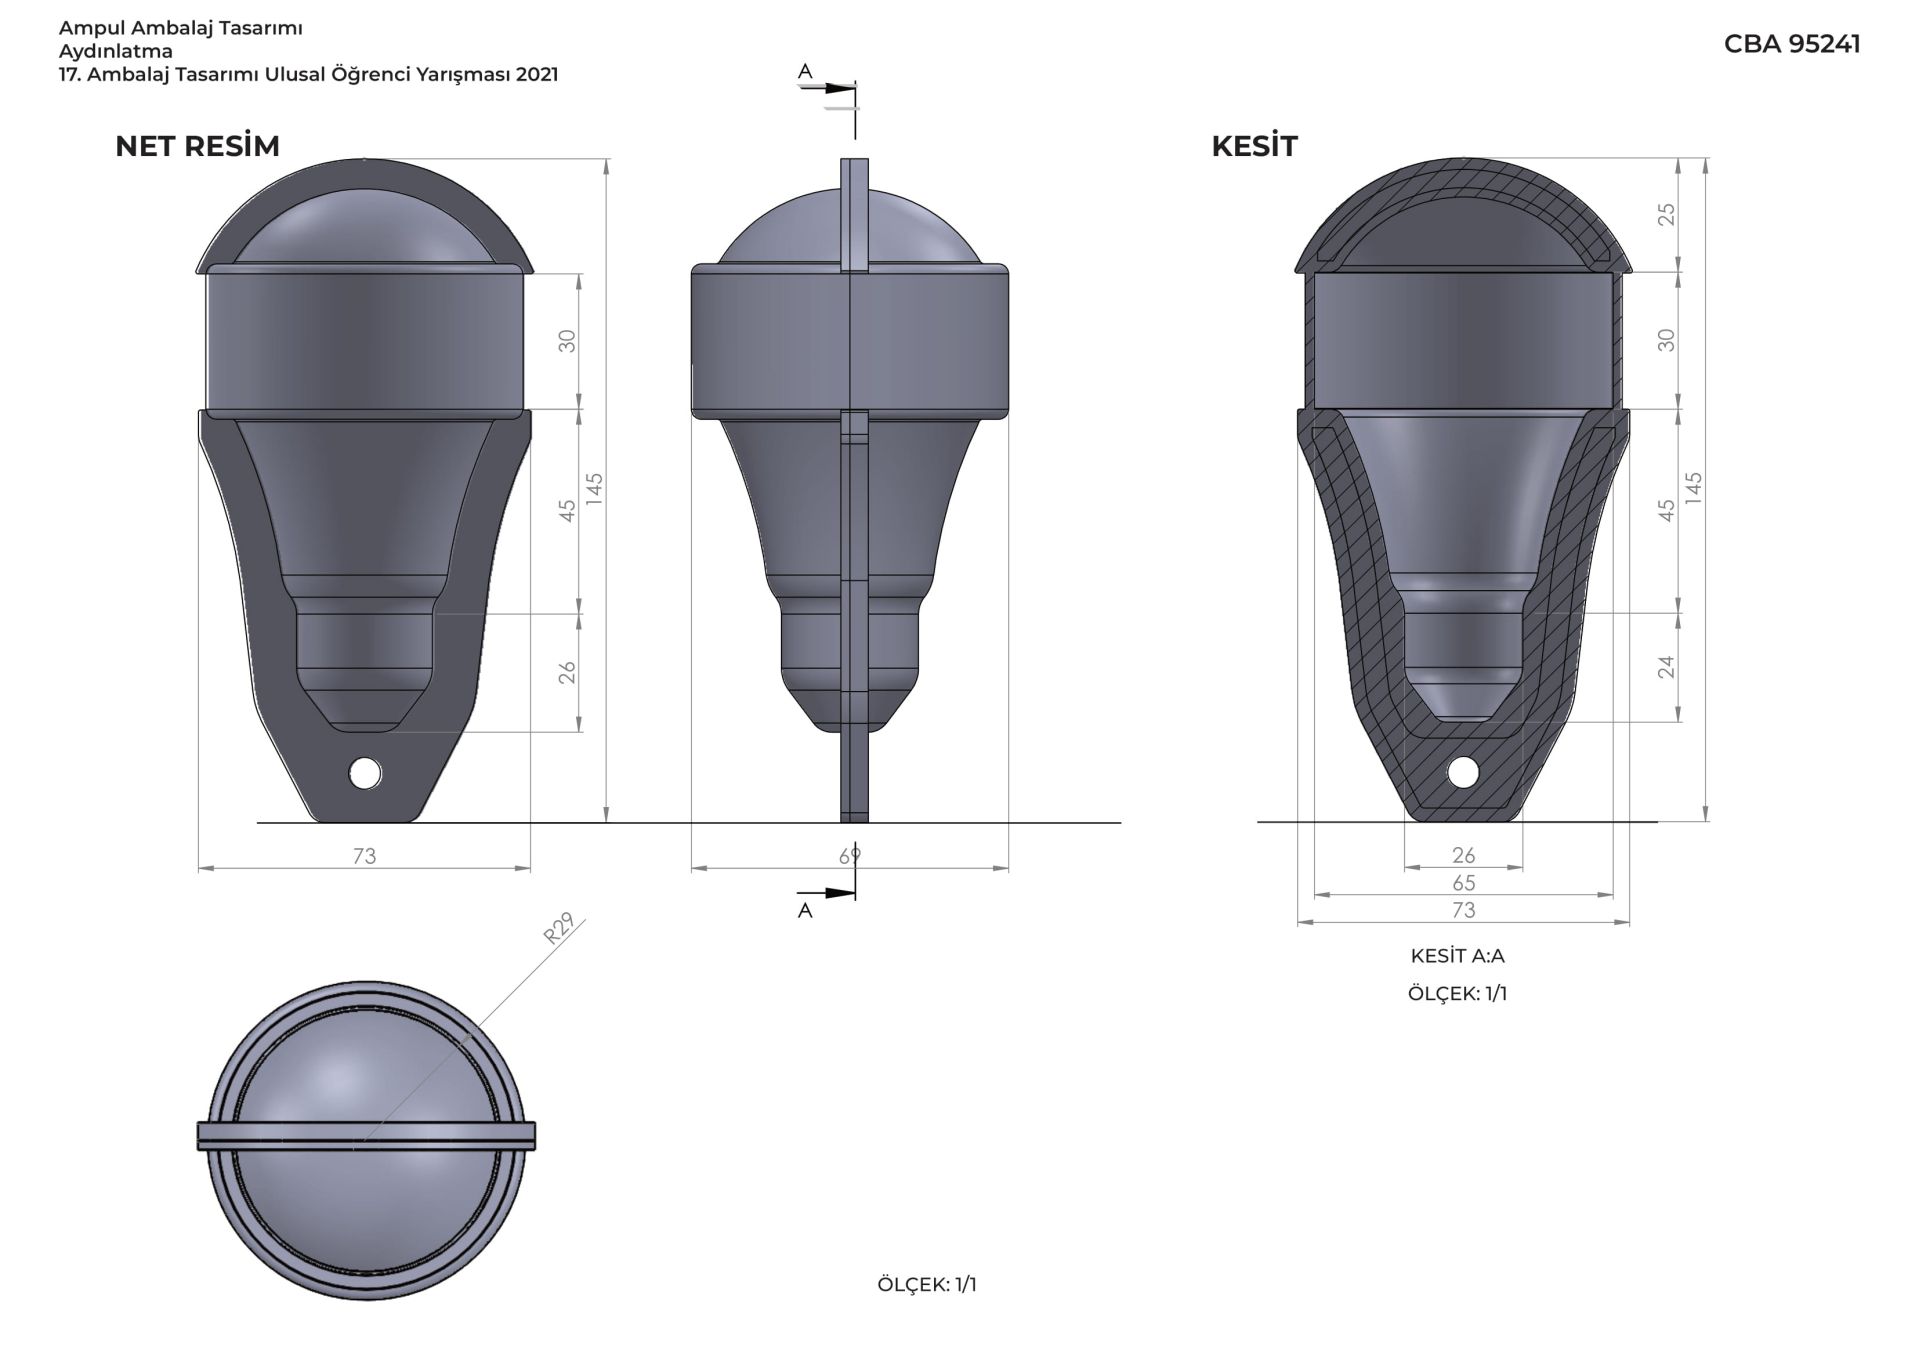 Ampul Ambalaj Tasarımı
Aydınlatma
17. Ambalaj Tasarımı Ulusal Öğrenci Yarışması 2021
CBA 95241
NET RESİM
A
KESİT
30
45
145
26
73
69
A
25
30
45
145
24
26
65
73
KESİT A:A
ÖLÇEK: 1/1
R29
ÖLÇEK: 1/1